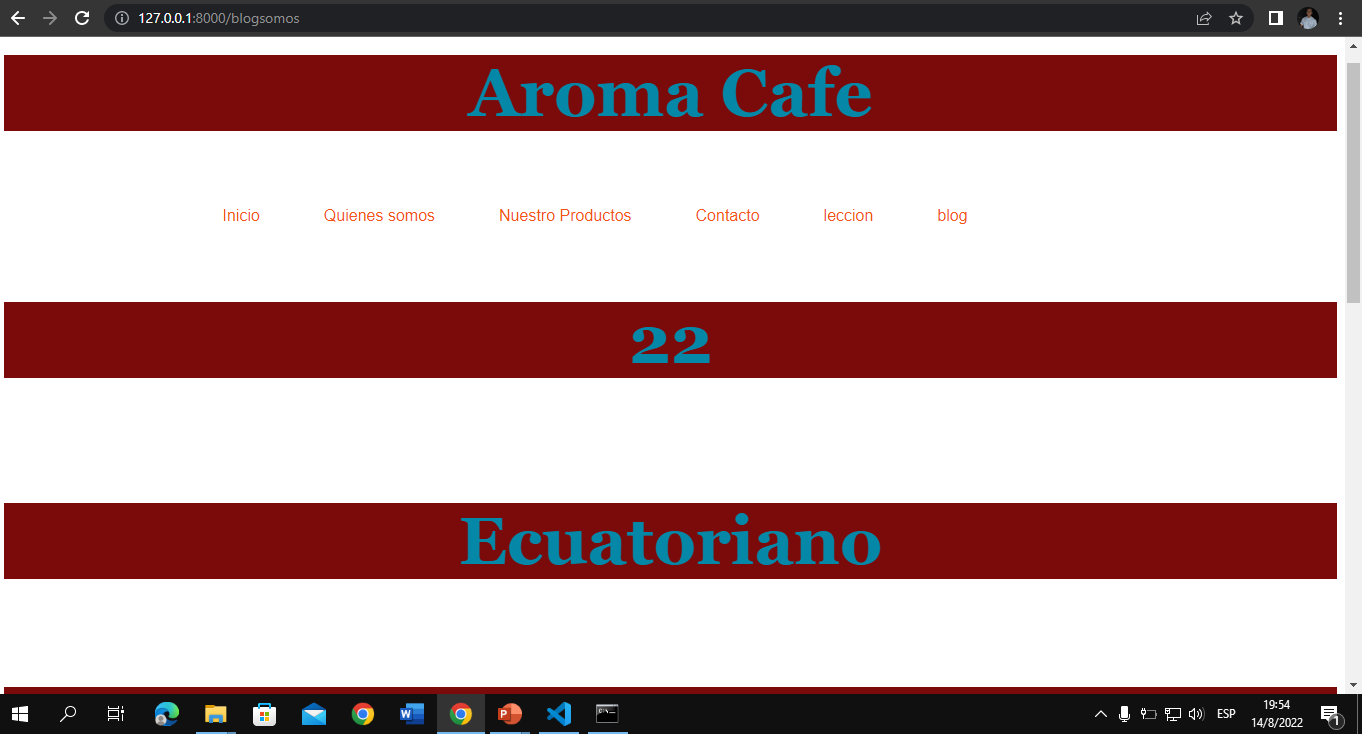 127.0.0.1:8000/blogsomos
Aroma Cafe
Inicio Quienes somos Nuestro Productos Contacto leccion blog
22
Ecuatoriano
ESP
19:54
14/8/2022
1